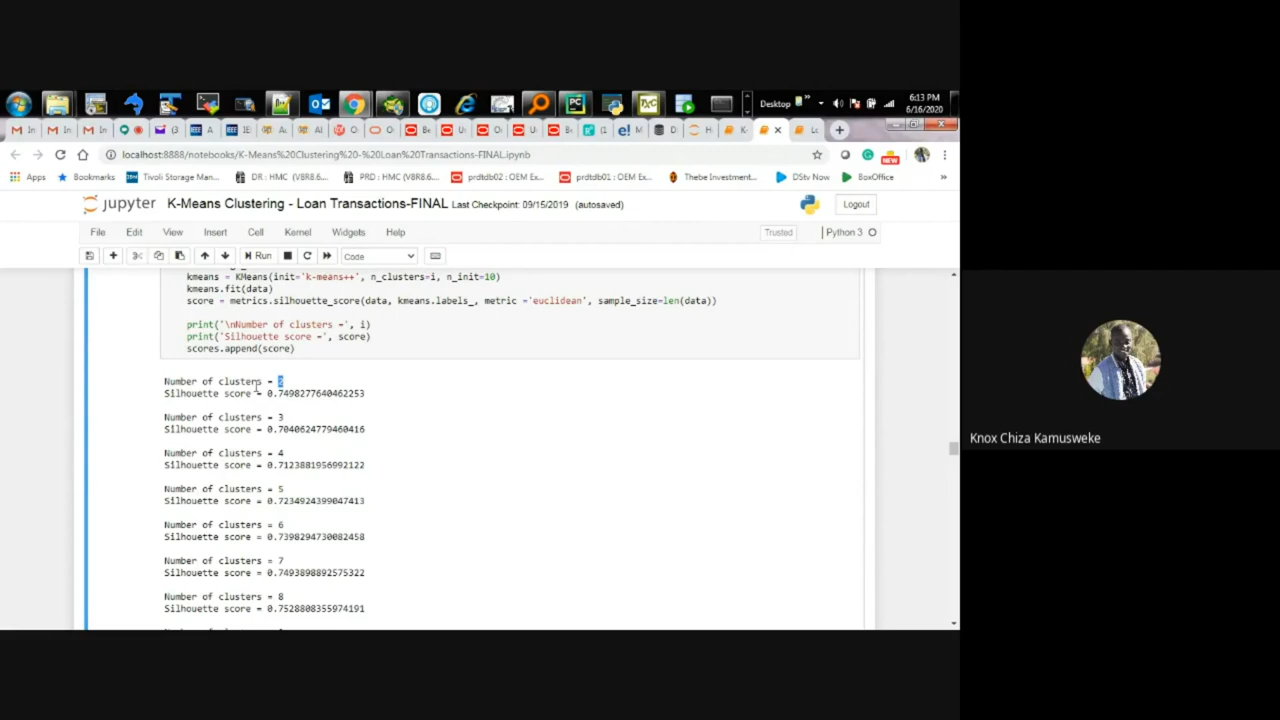 6:13 PM
Desktop
6/16/2020
localhost:8888/notebooks/K-Means%20Clustering%20-%20Loan%20Transactions-FINAL.ipynb
NEW
Apps Bookmarks Tivoli Storage Man... DR : HMC (V8R8.6... PRD : HMC (V8R8.6... prdtdb02 : OEM Ex... prdtdb01 : OEM Ex... Thebe Investment... DStv Now BoxOffice »
jupyter K-Means Clustering - Loan Transactions-FINAL Last Checkpoint: 09/15/2019 (autosaved) Logout
File Edit View Insert Cell Kernel Widgets Help Trusted Python 3
Run Code
kmeans = KMeans(init='k-means++', n_clusters=i, n_init=10)
kmeans.fit(data)
score = metrics.silhouette_score(data, kmeans.labels_, metric ='euclidean', sample_size=len(data))
print('\nNumber of clusters =', i)
print('Silhouette score =', score)
scores.append(score)
Number of clusters = 2
Silhouette score = 0.7498277640462253
Number of clusters = 3
Silhouette score = 0.7040624779460416
Number of clusters = 4
Silhouette score = 0.7123881956992122
Number of clusters = 5
Silhouette score = 0.7234924399047413
Number of clusters = 6
Silhouette score = 0.7398294730082458
Number of clusters = 7
Silhouette score = 0.7493898892575322
Number of clusters = 8
Silhouette score = 0.7528808355974191
Knox Chiza Kamusweke